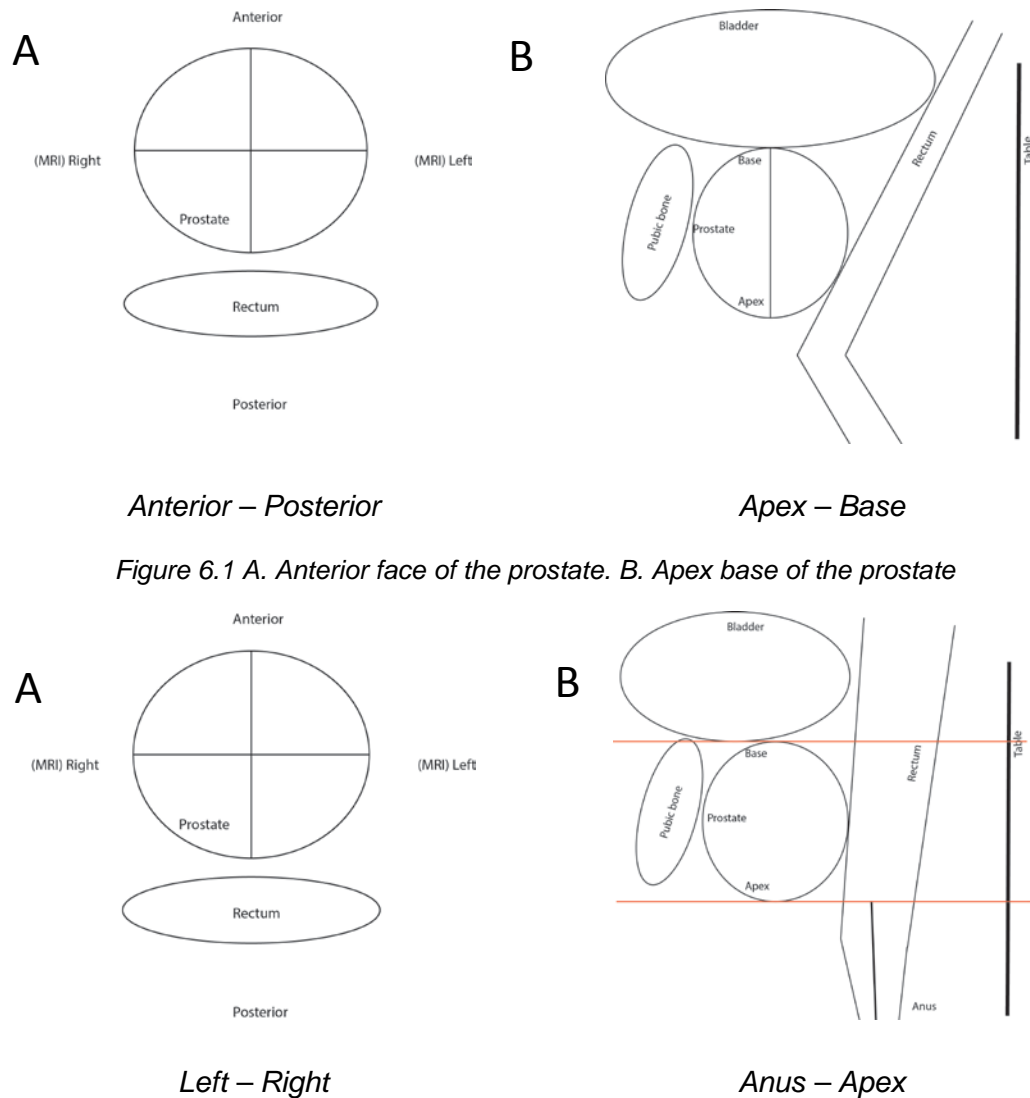 Anterior
A
(MRI) Right
(MRI) Left
Prostate
Rectum
Posterior
B
Bladder
Base
Pubic bone
Prostate
Apex
Rectum
Table
Anterior – Posterior
Apex – Base
Figure 6.1 A. Anterior face of the prostate. B. Apex base of the prostate
Anterior
A
(MRI) Right
(MRI) Left
Prostate
Rectum
Posterior
B
Bladder
Base
Pubic bone
Prostate
Apex
Rectum
Table
Anus
Left – Right
Anus – Apex